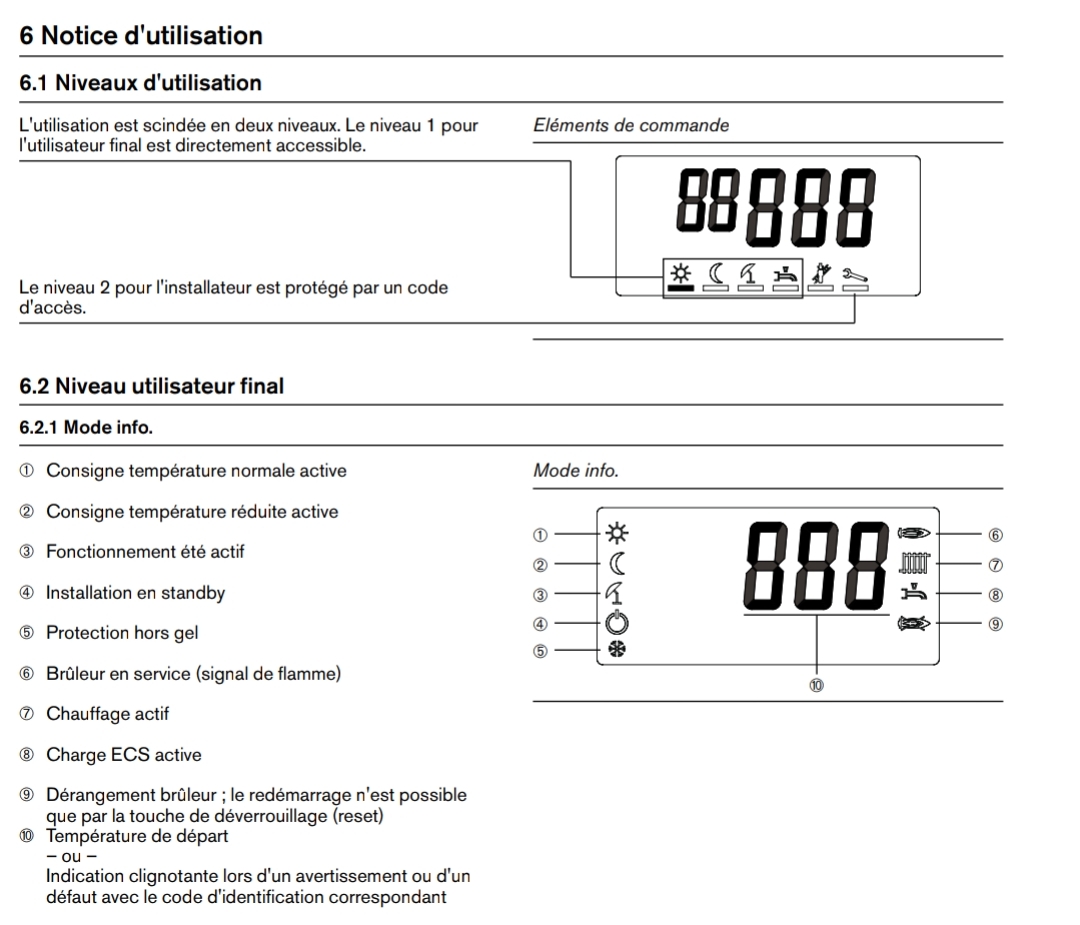 6 Notice d'utilisation
6.1 Niveaux d'utilisation
L'utilisation est scindée en deux niveaux. Le niveau 1 pour
l'utilisateur final est directement accessible.
Eléments de commande
88888
Le niveau 2 pour l'installateur est protégé par un code
d'accès.
6.2 Niveau utilisateur final
6.2.1 Mode info.
① Consigne température normale active
② Consigne température réduite active
③ Fonctionnement été actif
④ Installation en standby
⑤ Protection hors gel
⑥ Brûleur en service (signal de flamme)
⑦ Chauffage actif
⑧ Charge ECS active
⑨ Dérangement brûleur ; le redémarrage n'est possible
que par la touche de déverrouillage (reset)
⑩ Température de départ
– ou –
Indication clignotante lors d'un avertissement ou d'un
défaut avec le code d'identification correspondant
Mode info.
888
①
②
③
④
⑤
⑥
⑦
⑧
⑨
⑩